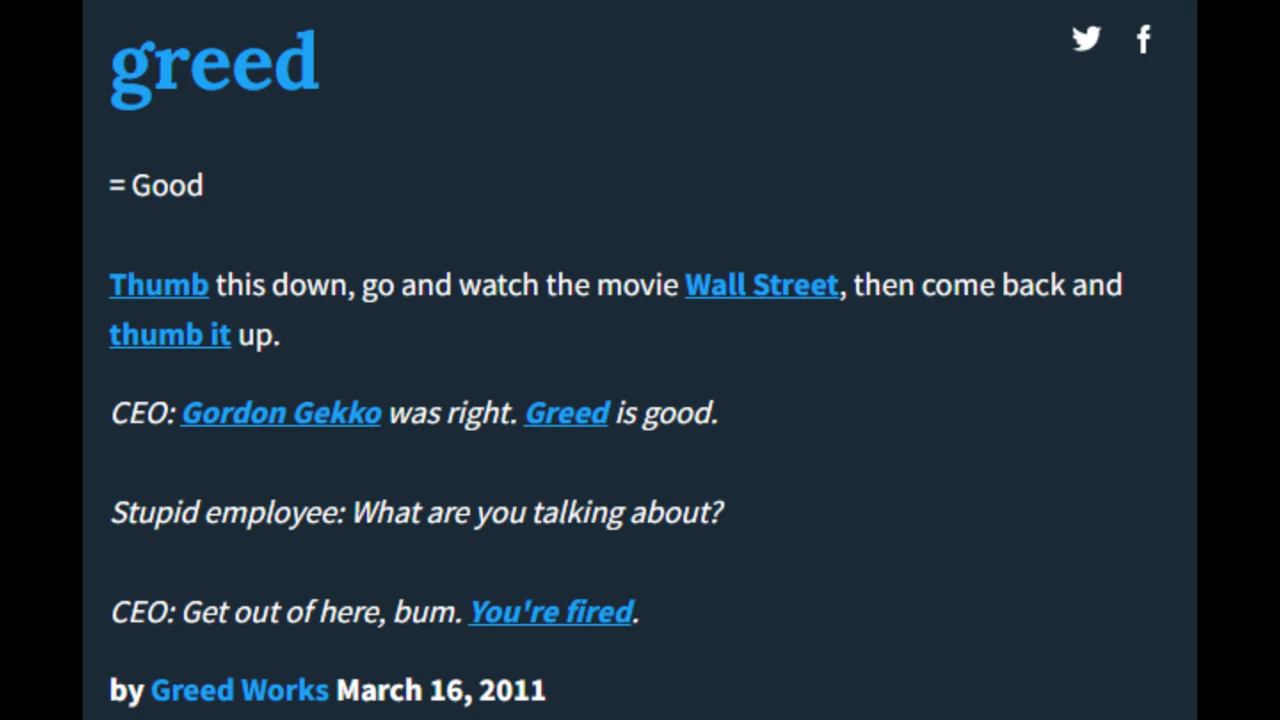 greed
= Good
Thumb this down, go and watch the movie Wall Street, then come back and
thumb it up.
CEO: Gordon Gekko was right. Greed is good.
Stupid employee: What are you talking about?
CEO: Get out of here, bum. You're fired.
by Greed Works March 16, 2011